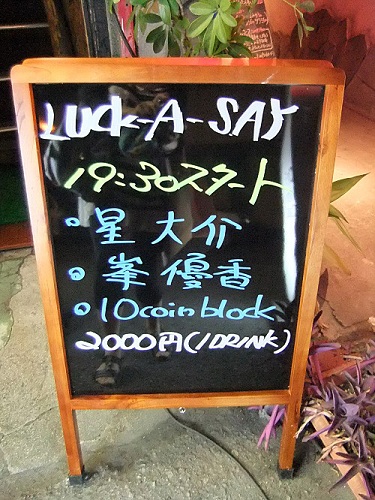 LUCK-A-SAY
19:30スタート
・星 大介
・峯 優香
・10coin block
2000円(1DRINK)